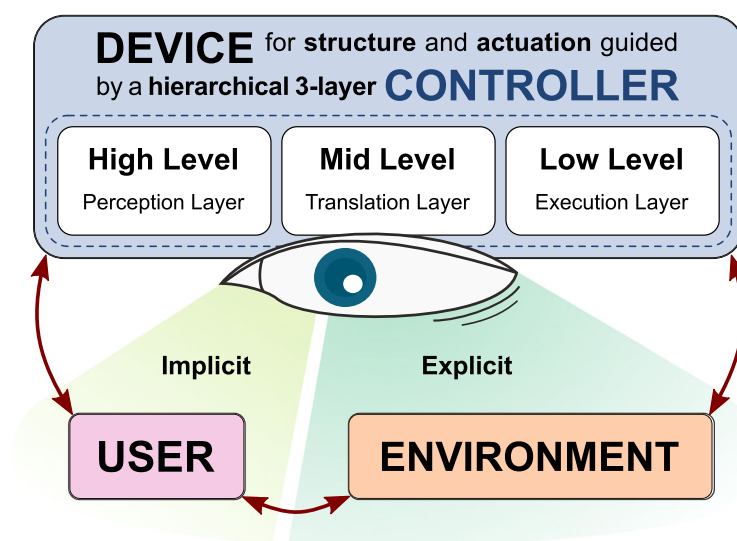 DEVICE for structure and actuation guided
by a hierarchical 3-layer CONTROLLER
High Level
Perception Layer
Mid Level
Translation Layer
Low Level
Execution Layer
Implicit
Explicit
USER
ENVIRONMENT